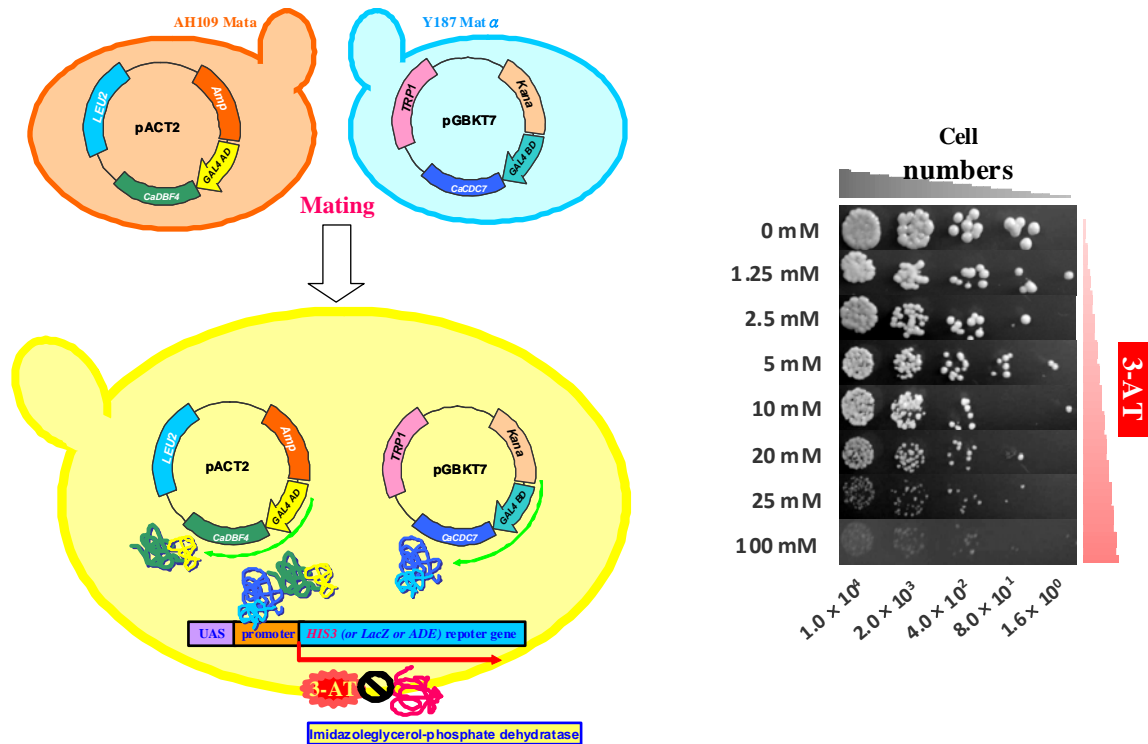 AH109 Mata
Y187 Mat α
LEU2
Amp
pACT2
GAL4 AD
CaDBF4
TRP1
Kana
pGBKT7
GAL4 BD
CaCDC7
Mating
LEU2
Amp
pACT2
GAL4 AD
CaDBF4
TRP1
Kana
pGBKT7
GAL4 BD
CaCDC7
UAS promoter HIS3 (or LacZ or ADE) repoter gene
3-AT
Imidazoleglycerol-phosphate dehydratase
Cell
numbers
0 mM
1.25 mM
2.5 mM
5 mM
10 mM
20 mM
25 mM
100 mM
3-AT
1.0 × 10⁴
2.0 × 10³
4.0 × 10²
8.0 × 10¹
1.6 × 10⁰